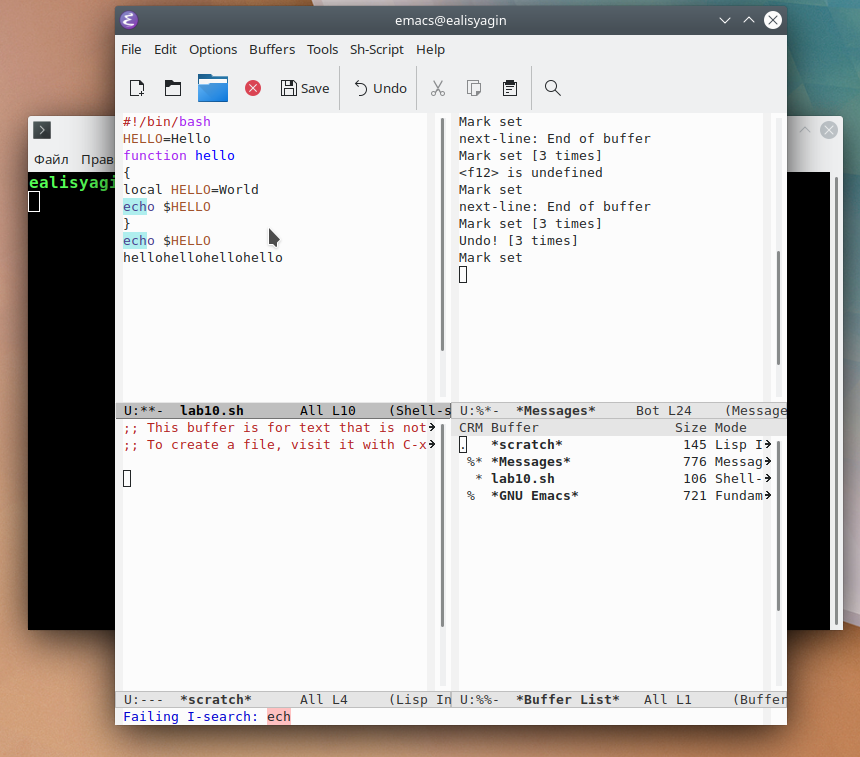 emacs@ealisyagin
File Edit Options Buffers Tools Sh-Script Help
Save Undo
Файл Прав
ealisyagi
#!/bin/bash
HELLO=Hello
function hello
{
local HELLO=World
echo $HELLO
}
echo $HELLO
hellohellohellohello
U:**- lab10.sh All L10 (Shell-s
Mark set
next-line: End of buffer
Mark set [3 times]
<f12> is undefined
Mark set
next-line: End of buffer
Mark set [3 times]
Undo! [3 times]
Mark set
U:%*- *Messages* Bot L24 (Message
;; This buffer is for text that is not
;; To create a file, visit it with C-x
U:--- *scratch* All L4 (Lisp In
CRM Buffer Size Mode
. *scratch* 145 Lisp I
%* *Messages* 776 Messag
* lab10.sh 106 Shell-
% *GNU Emacs* 721 Fundam
U:%%- *Buffer List* All L1 (Buffer
Failing I-search: ech